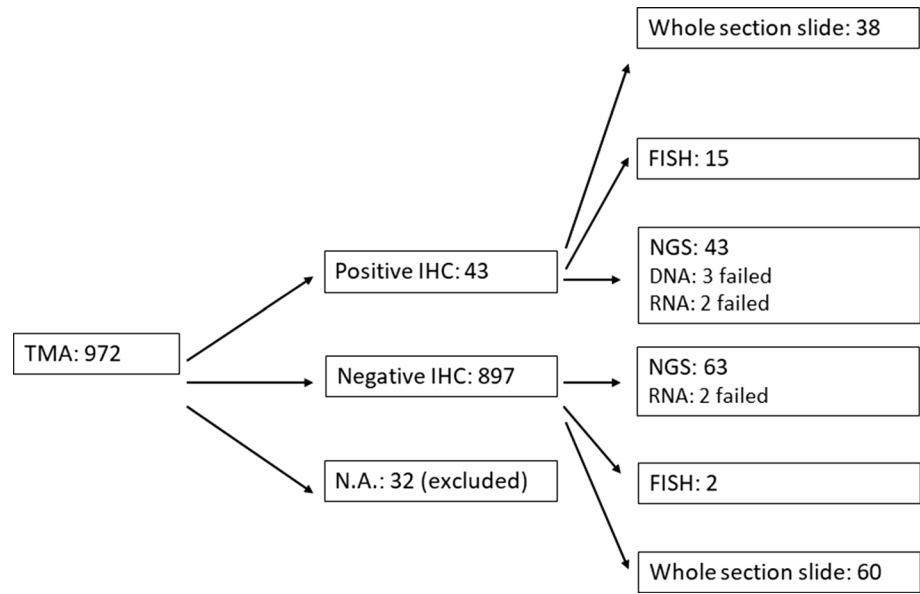 Whole section slide: 38
FISH: 15
NGS: 43
DNA: 3 failed
RNA: 2 failed
Positive IHC: 43
TMA: 972
Negative IHC: 897
NGS: 63
RNA: 2 failed
N.A.: 32 (excluded)
FISH: 2
Whole section slide: 60